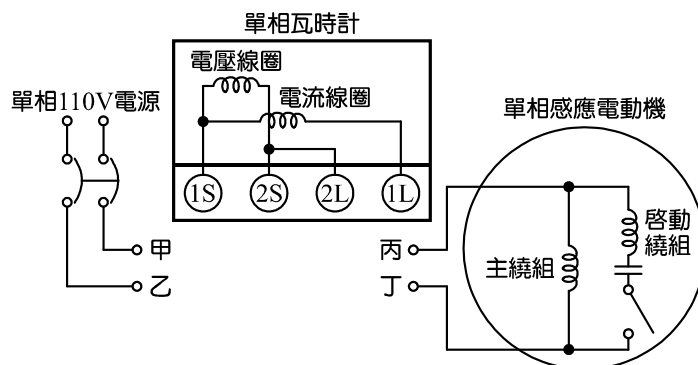 單相瓦時計
電壓線圈
電流線圈
單相110V電源
1S 2S 2L 1L
甲
乙
單相感應電動機
丙
丁
主繞組
啓動
繞組